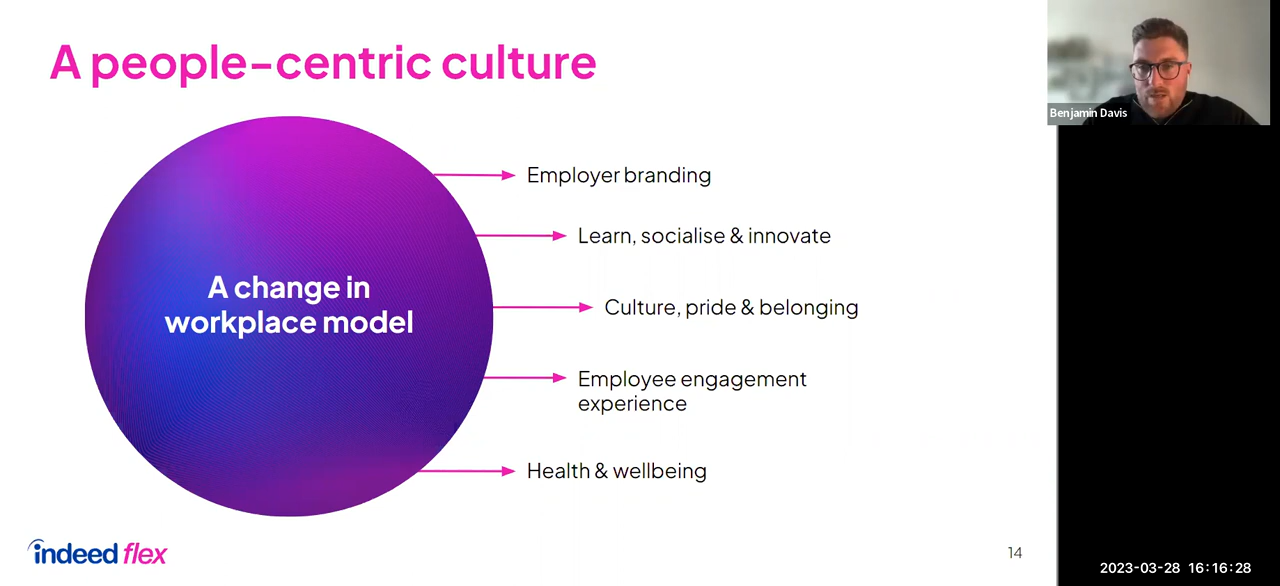 A people-centric culture
Benjamin Davis
Employer branding
Learn, socialise & innovate
A change in
workplace model
Culture, pride & belonging
Employee engagement
experience
Health & wellbeing
indeed flex
14
2023-03-28 16:16:28